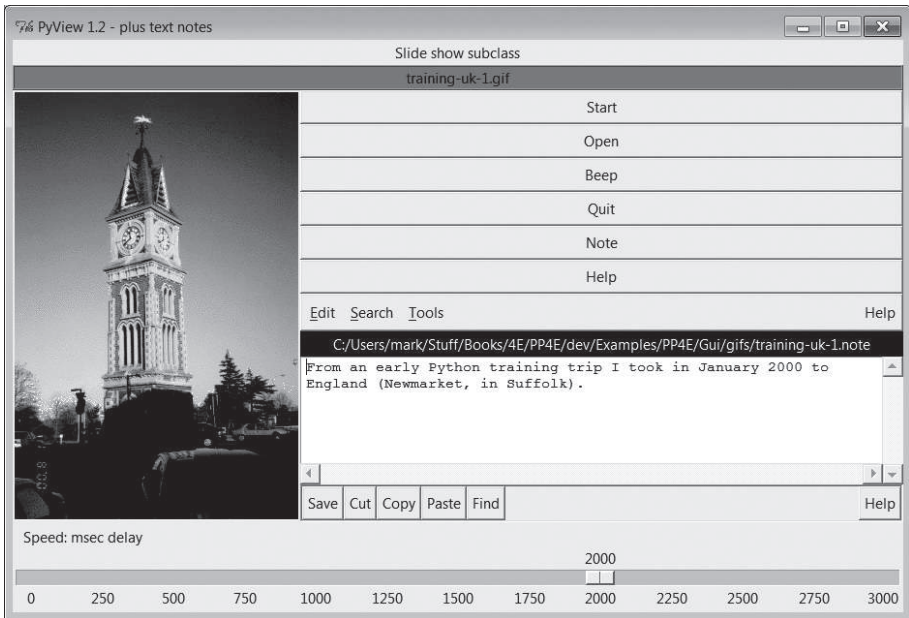 PyView 1.2 - plus text notes
Slide show subclass
training-uk-1.gif
Start
Open
Beep
Quit
Note
Help
Edit Search Tools Help
C:/Users/mark/Stuff/Books/4E/PP4E/dev/Examples/PP4E/Gui/gifs/training-uk-1.note
From an early Python training trip I took in January 2000 to
England (Newmarket, in Suffolk).
Save Cut Copy Paste Find Help
Speed: msec delay
2000
0 250 500 750 1000 1250 1500 1750 2000 2250 2500 2750 3000